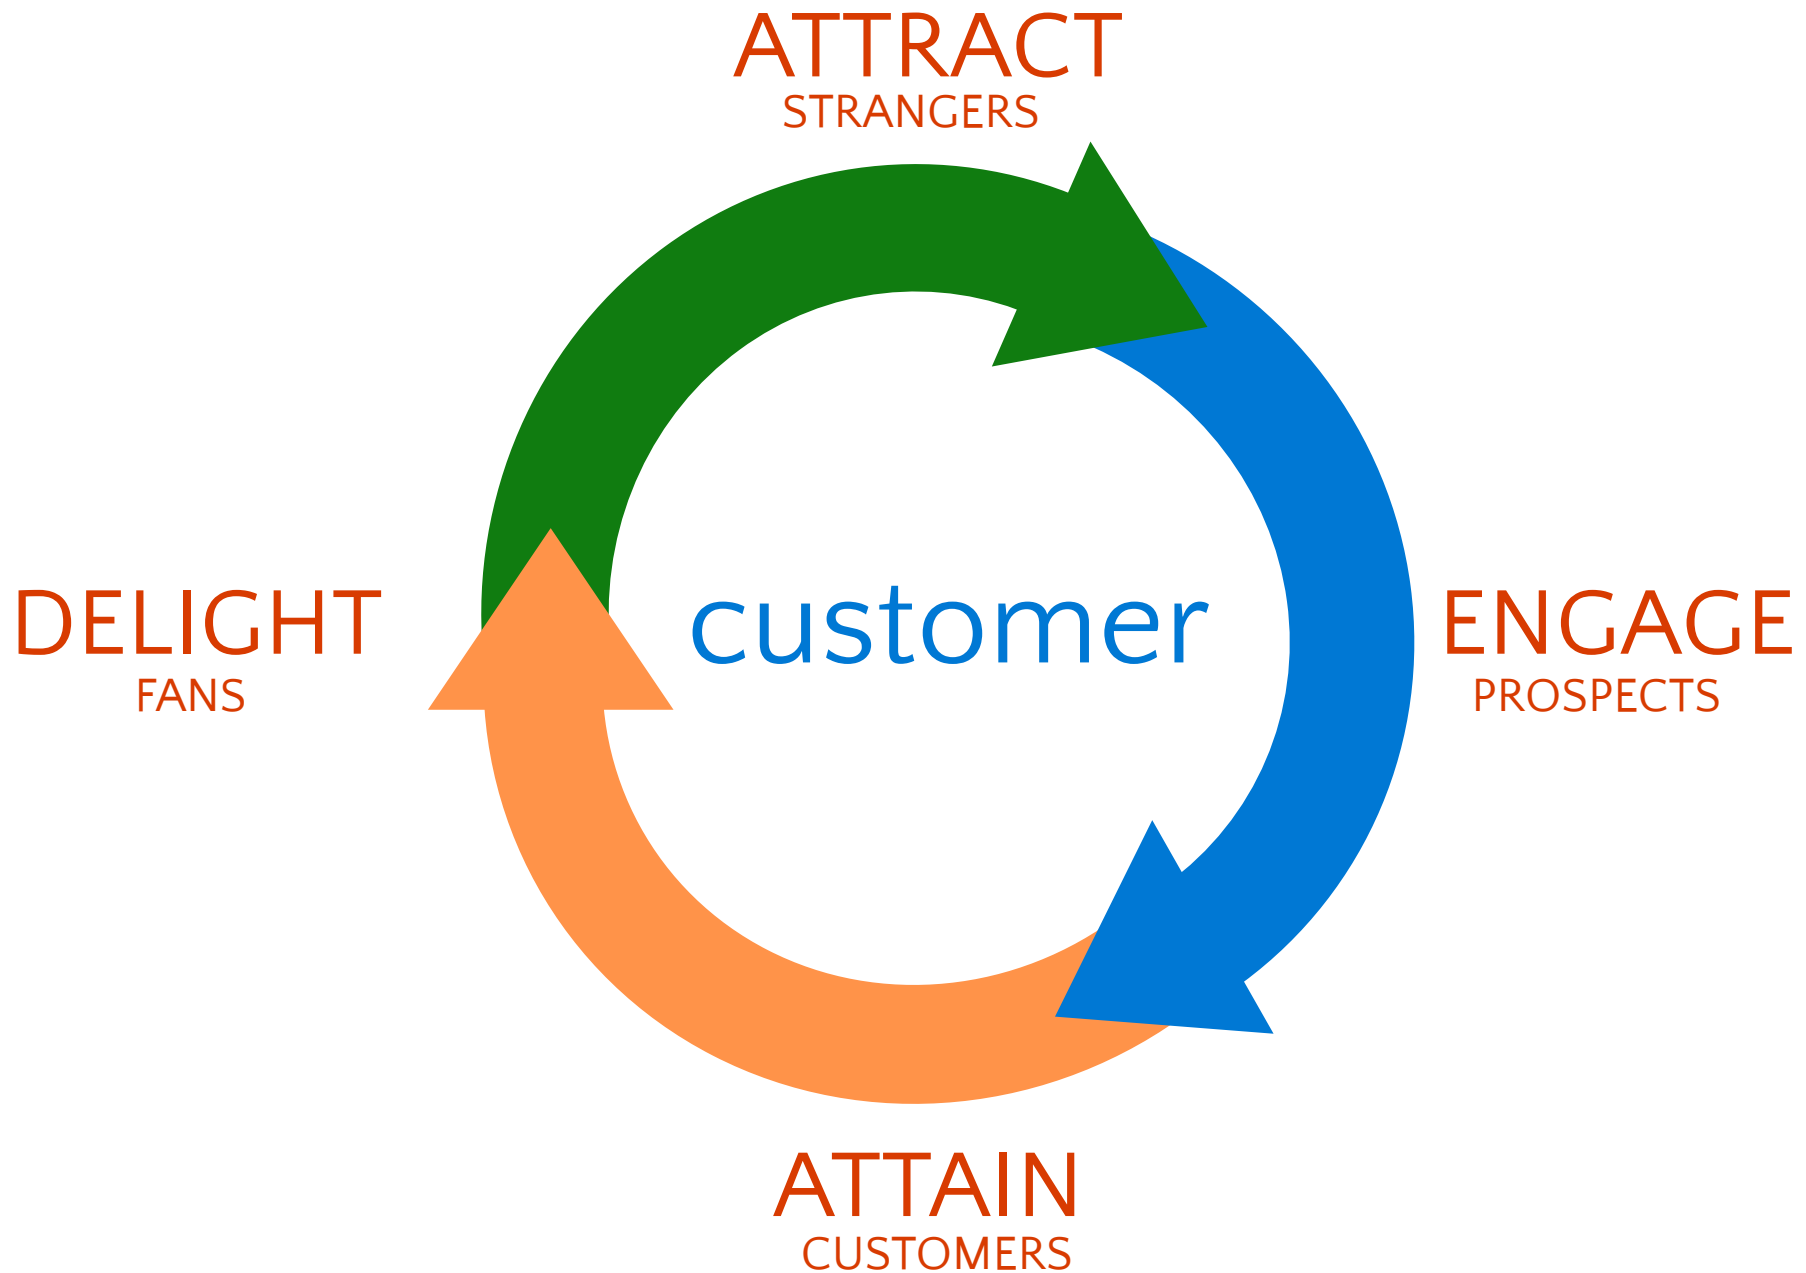 ATTRACT
STRANGERS
DELIGHT
FANS
customer
ENGAGE
PROSPECTS
ATTAIN
CUSTOMERS